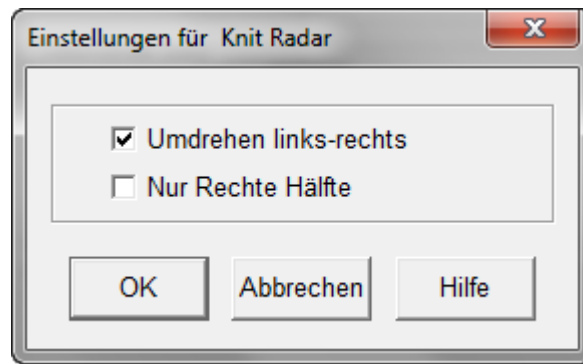 Einstellungen für Knit Radar
Umdrehen links-rechts
Nur Rechte Hälfte
OK Abbrechen Hilfe